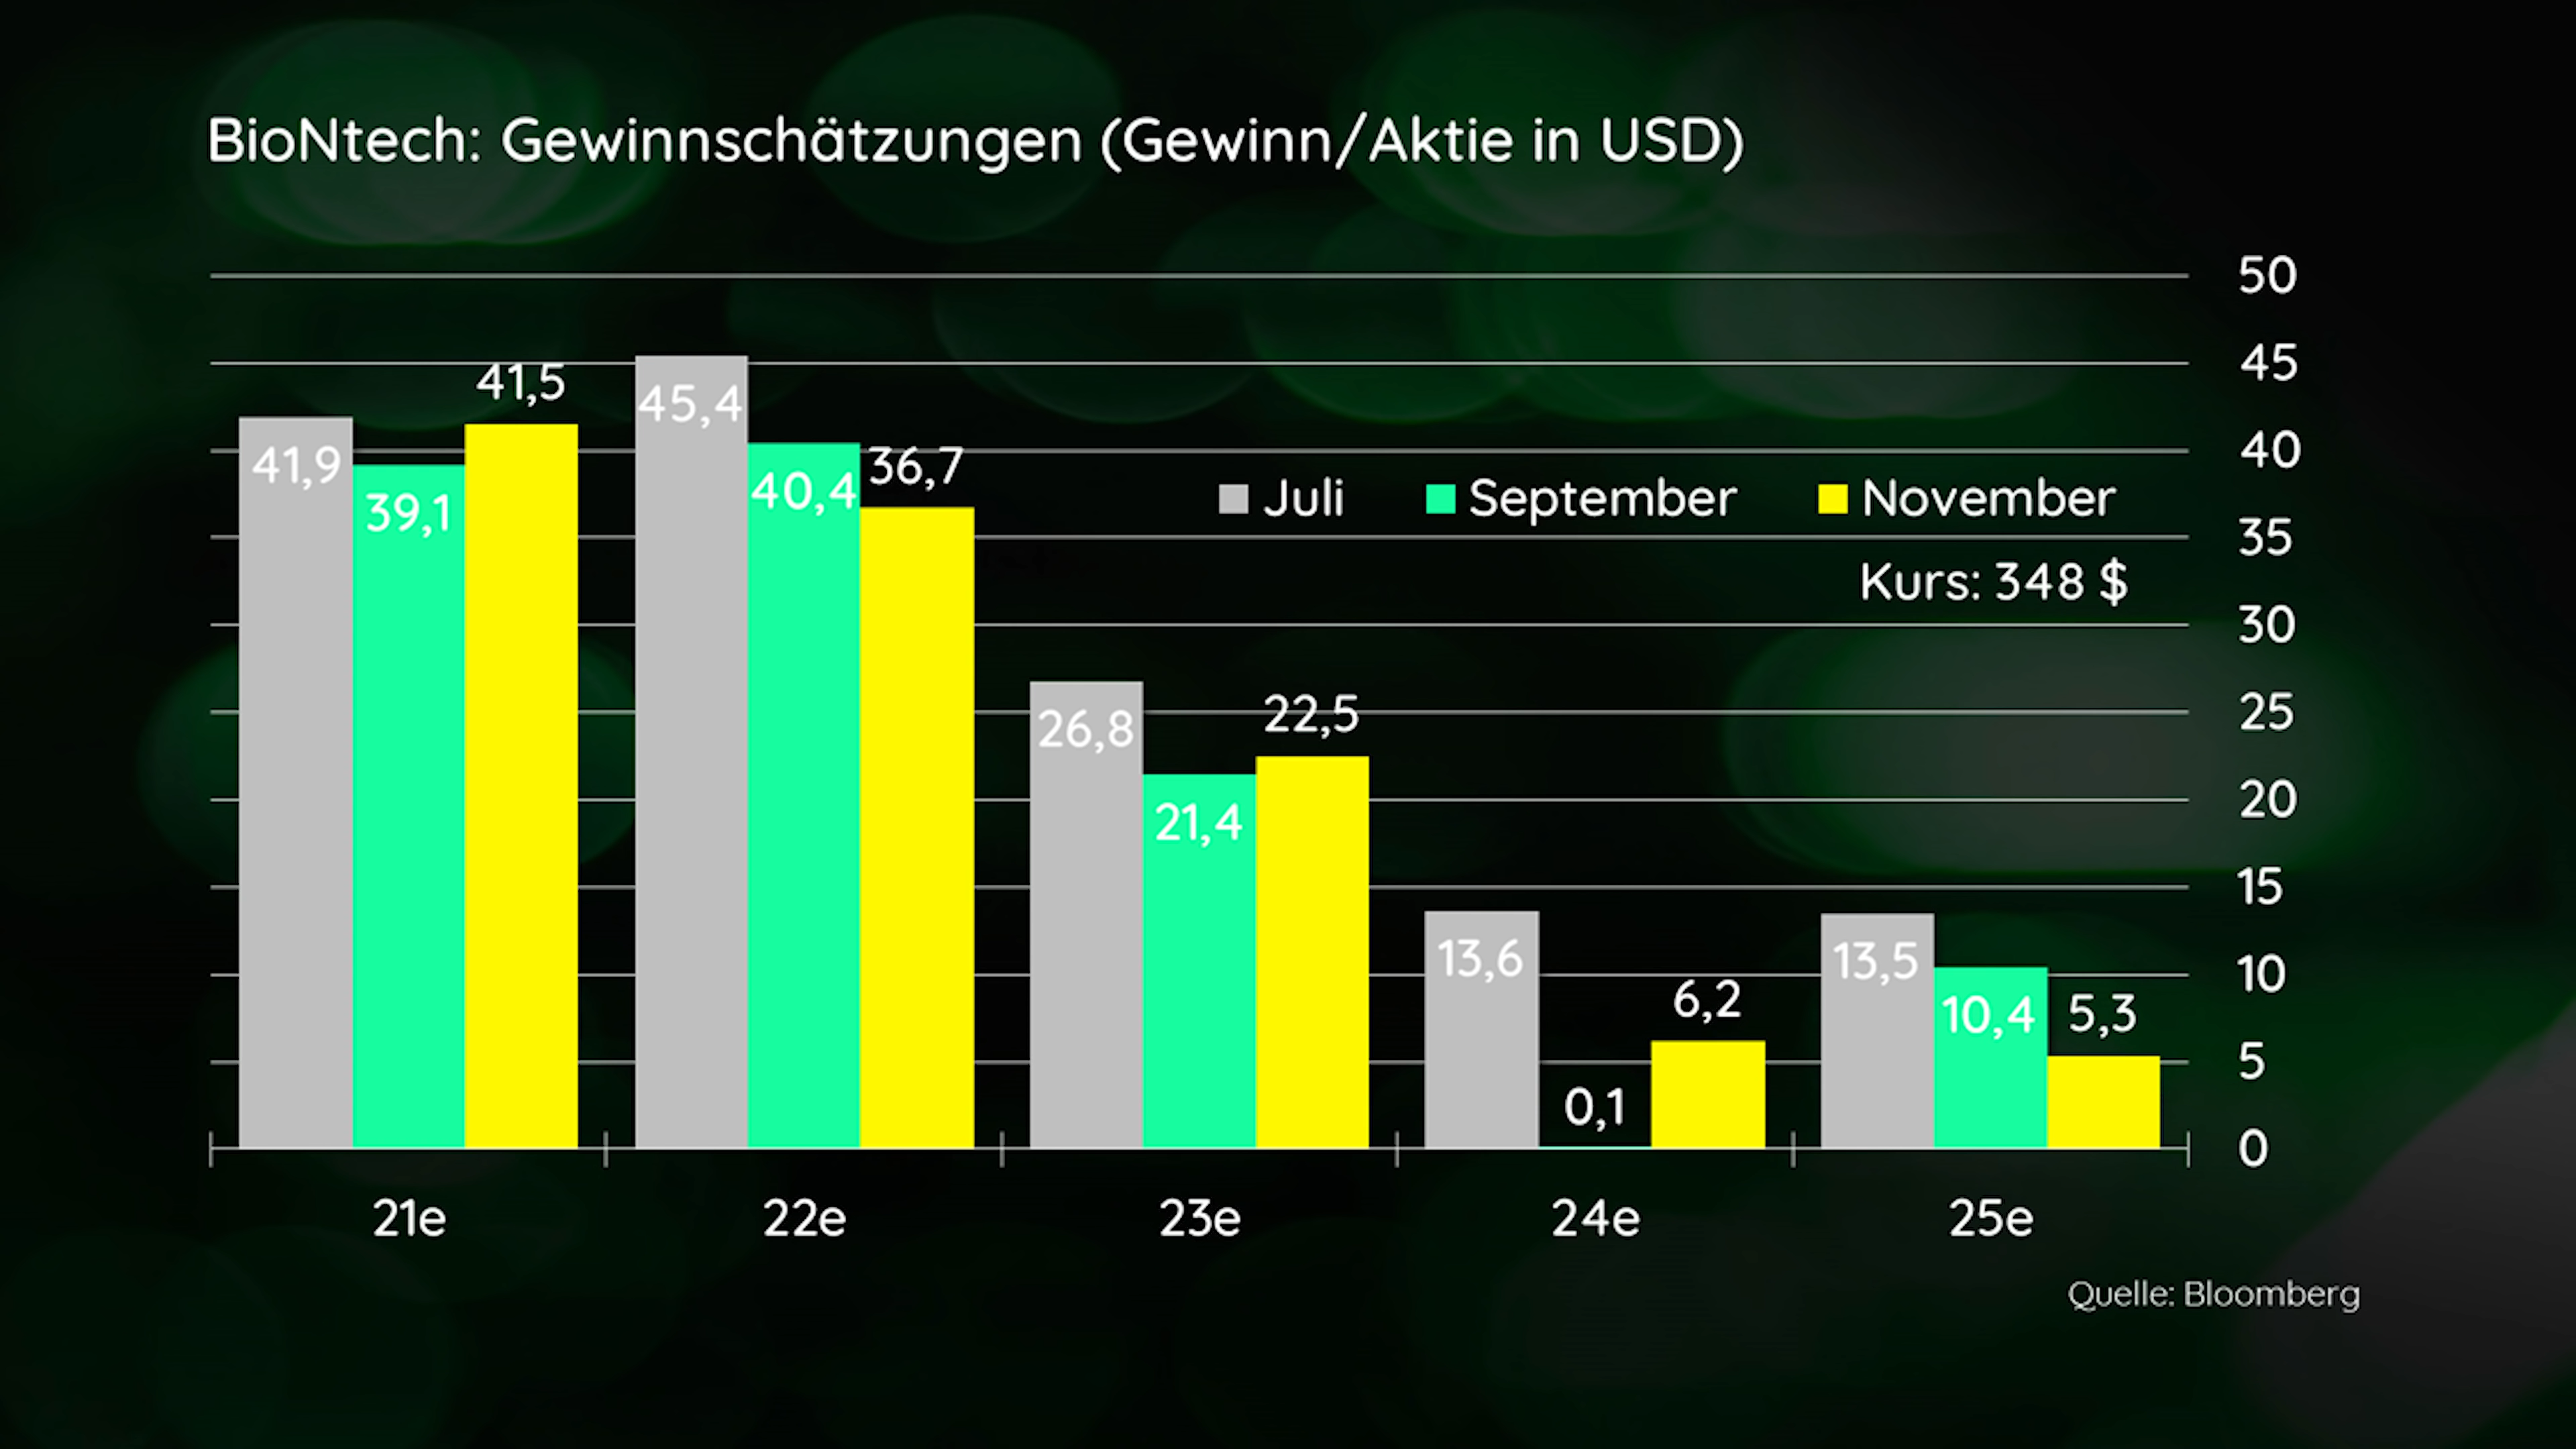 BioNtech: Gewinnschätzungen (Gewinn/Aktie in USD)
50
45
40
35
30
25
20
15
10
5
0
Juli September November
Kurs: 348 $
41,9 39,1 41,5
45,4 40,4 36,7
26,8 21,4 22,5
13,6 0,1 6,2
13,5 10,4 5,3
21e 22e 23e 24e 25e
Quelle: Bloomberg